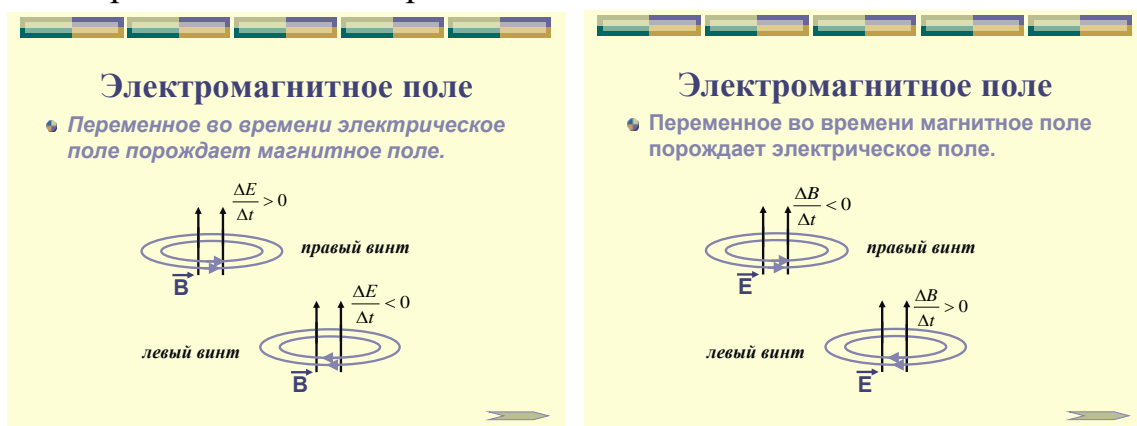 Электромагнитное поле
Переменное во времени электрическое
поле порождает магнитное поле.
ΔE/Δt > 0
правый винт
B
ΔE/Δt < 0
левый винт
B
Электромагнитное поле
Переменное во времени магнитное поле
порождает электрическое поле.
ΔB/Δt < 0
правый винт
E
ΔB/Δt > 0
левый винт
E